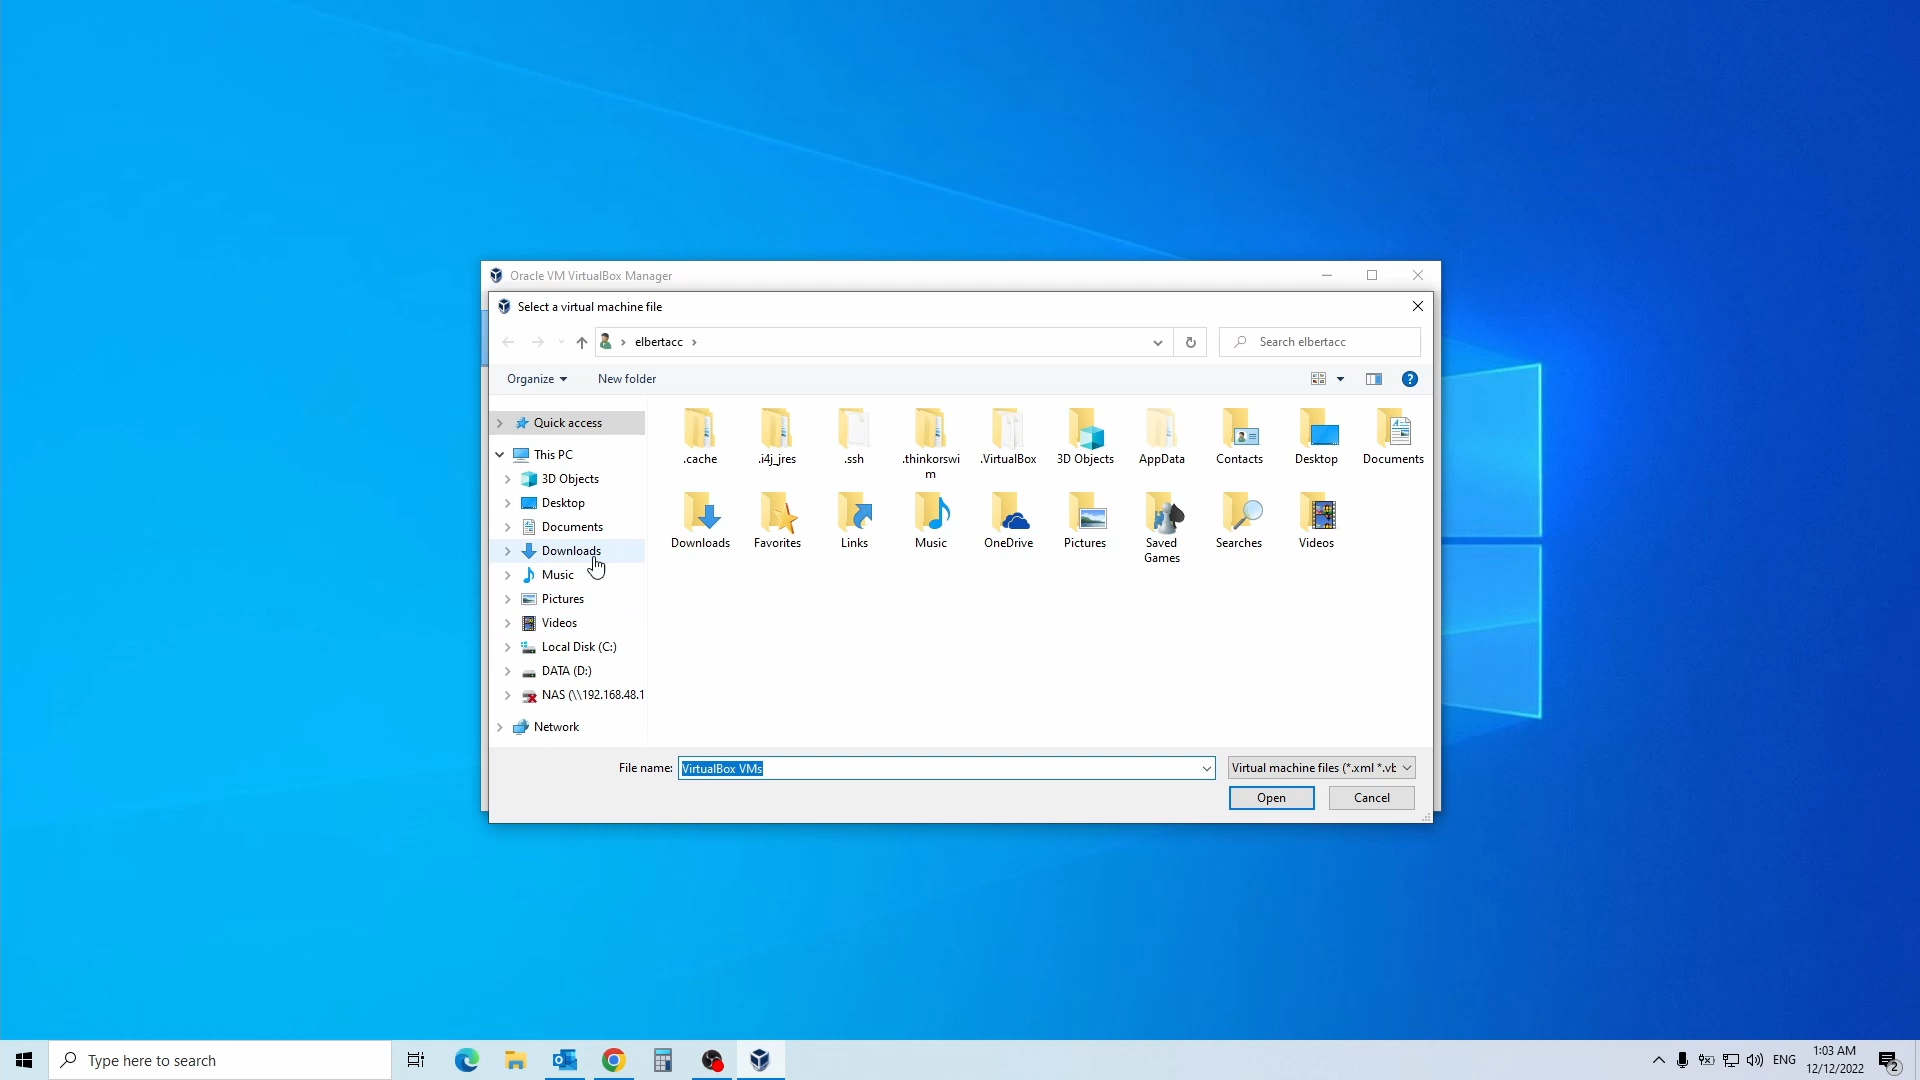 Oracle VM VirtualBox Manager
Select a virtual machine file
elbertacc
Search elbertacc
Organize
New folder
Quick access
This PC
3D Objects
Desktop
Documents
Downloads
Music
Pictures
Videos
Local Disk (C:)
DATA (D:)
NAS (\\192.168.48.1
Network
.cache
.i4j_jres
.ssh
.thinkorswi
m
.VirtualBox
3D Objects
AppData
Contacts
Desktop
Documents
Downloads
Favorites
Links
Music
OneDrive
Pictures
Saved
Games
Searches
Videos
File name:
VirtualBox VMs
Virtual machine files (*.xml *.vb
Open
Cancel
Type here to search
ENG
1:03 AM
12/12/2022
2